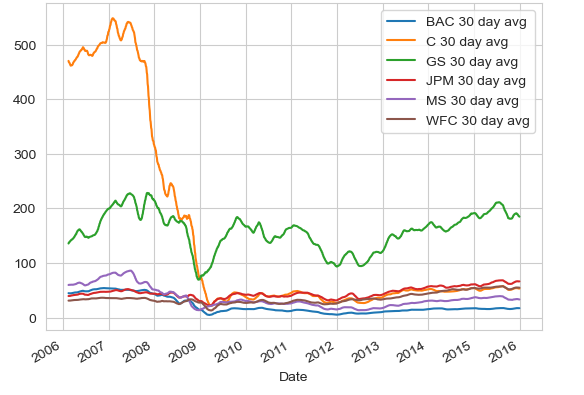 BAC 30 day avg
C 30 day avg
GS 30 day avg
JPM 30 day avg
MS 30 day avg
WFC 30 day avg
500
400
300
200
100
0
2006 2007 2008 2009 2010 2011 2012 2013 2014 2015 2016
Date